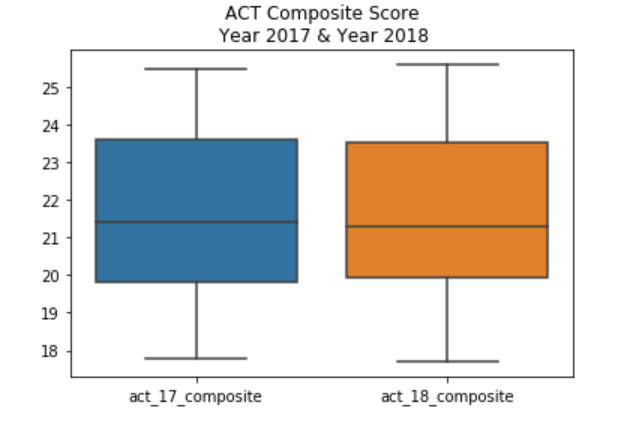 ACT Composite Score
Year 2017 & Year 2018
25
24
23
22
21
20
19
18
act_17_composite
act_18_composite